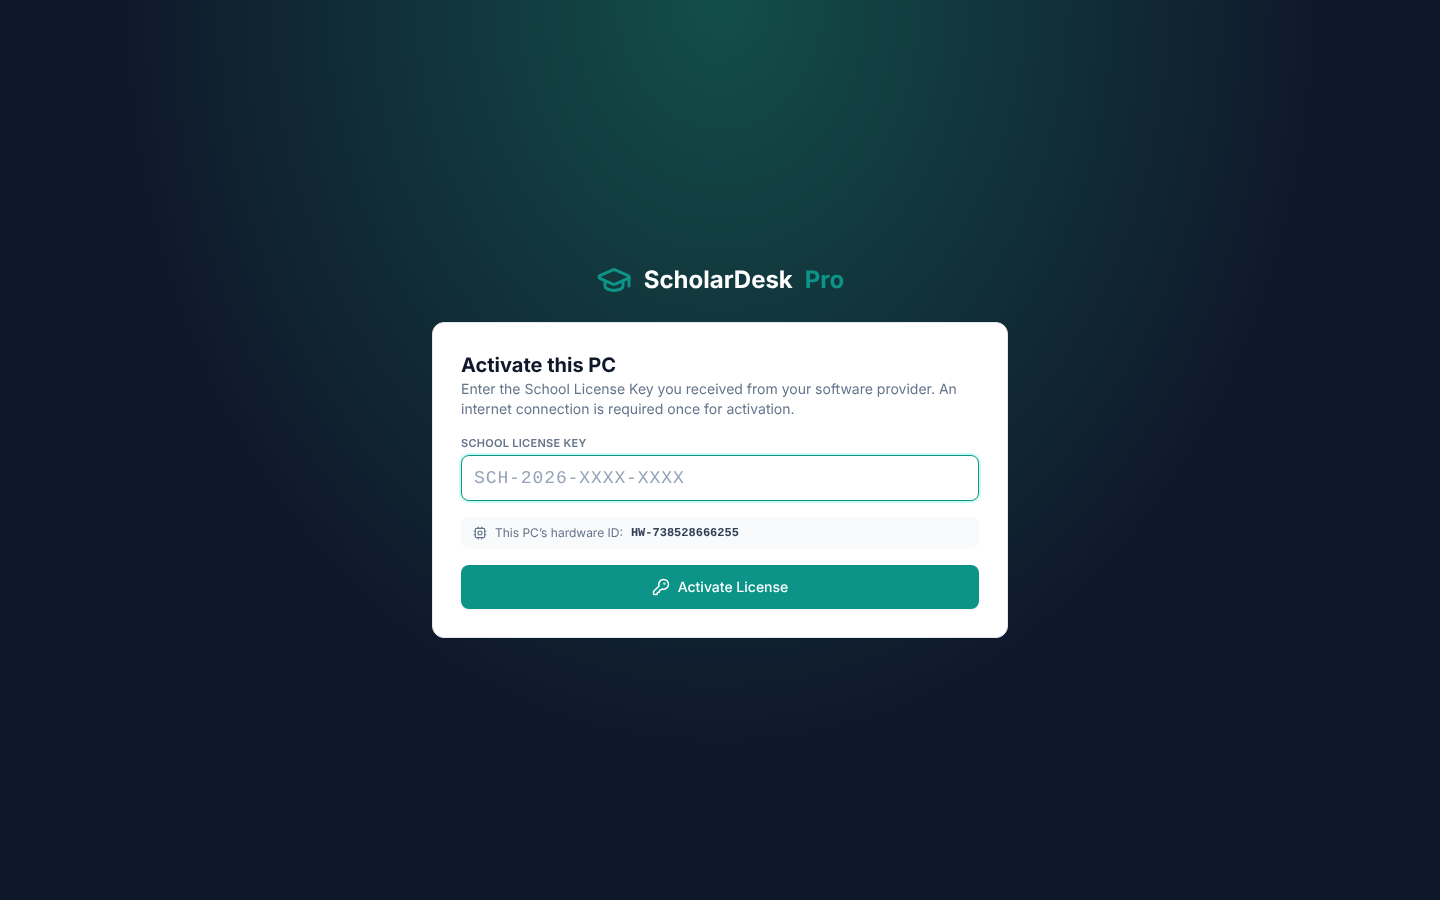 ScholarDesk Pro
Activate this PC
Enter the School License Key you received from your software provider. An
internet connection is required once for activation.
SCHOOL LICENSE KEY
SCH-2026-XXXX-XXXX
This PC’s hardware ID: HW-738528666255
Activate License